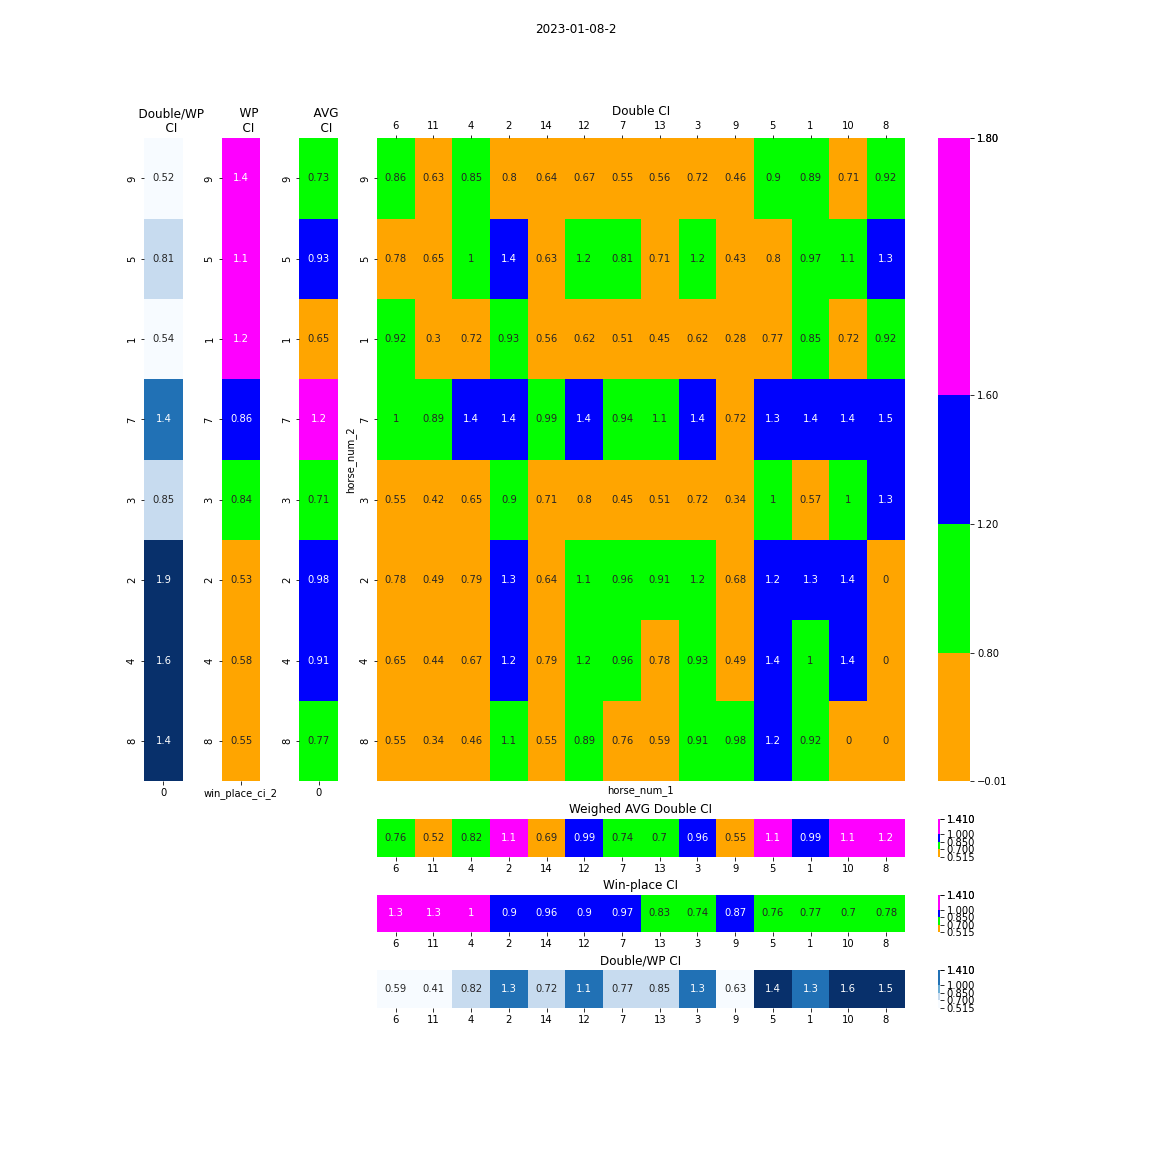 2023-01-08-2
Double/WP CI
WP CI
AVG CI
Double CI
6 11 4 2 14 12 7 13 3 9 5 1 10 8
9 0.52 9 1.4 9 0.73 9 0.86 0.63 0.85 0.8 0.64 0.67 0.55 0.56 0.72 0.46 0.9 0.89 0.71 0.92
5 0.81 5 1.1 5 0.93 5 0.78 0.65 1 1.4 0.63 1.2 0.81 0.71 1.2 0.43 0.8 0.97 1.1 1.3
1 0.54 1 1.2 1 0.65 1 0.92 0.3 0.72 0.93 0.56 0.62 0.51 0.45 0.62 0.28 0.77 0.85 0.72 0.92
7 1.4 7 0.86 7 1.2 7 1 0.89 1.4 1.4 0.99 1.4 0.94 1.1 1.4 0.72 1.3 1.4 1.4 1.5
3 0.85 3 0.84 3 0.71 3 0.55 0.42 0.65 0.9 0.71 0.8 0.45 0.51 0.72 0.34 1 0.57 1 1.3
2 1.9 2 0.53 2 0.98 2 0.78 0.49 0.79 1.3 0.64 1.1 0.96 0.91 1.2 0.68 1.2 1.3 1.4 0
4 1.6 4 0.58 4 0.91 4 0.65 0.44 0.67 1.2 0.79 1.2 0.96 0.78 0.93 0.49 1.4 1 1.4 0
8 1.4 8 0.55 8 0.77 8 0.55 0.34 0.46 1.1 0.55 0.89 0.76 0.59 0.91 0.98 1.2 0.92 0 0
horse_num_2
1.80
1.60
1.20
0.80
−0.01
0 win_place_ci_2 0
horse_num_1
Weighed AVG Double CI
0.76 0.52 0.82 1.1 0.69 0.99 0.74 0.7 0.96 0.55 1.1 0.99 1.1 1.2
6 11 4 2 14 12 7 13 3 9 5 1 10 8
1.410
1.000
0.850
0.700
0.515
Win-place CI
1.3 1.3 1 0.9 0.96 0.9 0.97 0.83 0.74 0.87 0.76 0.77 0.7 0.78
6 11 4 2 14 12 7 13 3 9 5 1 10 8
1.410
1.000
0.850
0.700
0.515
Double/WP CI
0.59 0.41 0.82 1.3 0.72 1.1 0.77 0.85 1.3 0.63 1.4 1.3 1.6 1.5
6 11 4 2 14 12 7 13 3 9 5 1 10 8
1.410
1.000
0.850
0.700
0.515